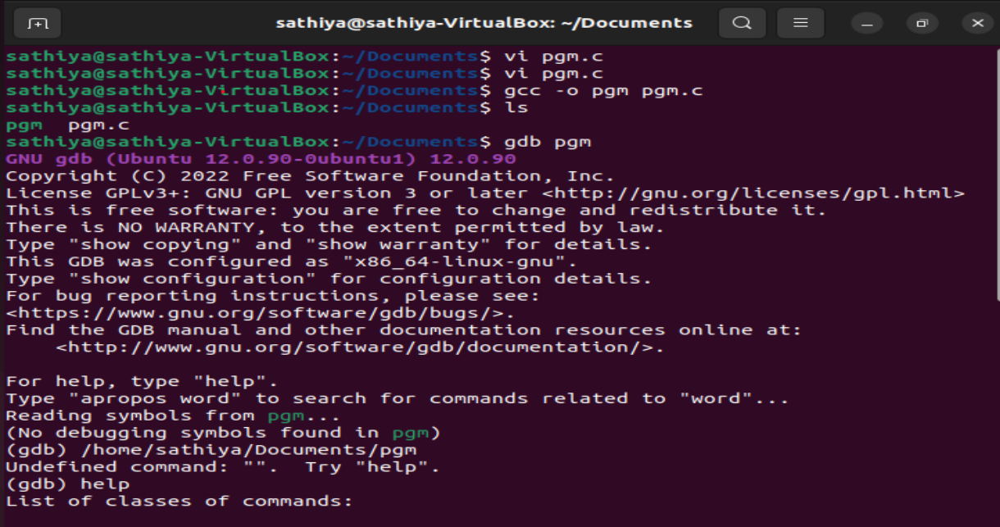 sathiya@sathiya-VirtualBox: ~/Documents
sathiya@sathiya-VirtualBox:~/Documents$ vi pgm.c
sathiya@sathiya-VirtualBox:~/Documents$ vi pgm.c
sathiya@sathiya-VirtualBox:~/Documents$ gcc -o pgm pgm.c
sathiya@sathiya-VirtualBox:~/Documents$ ls
pgm  pgm.c
sathiya@sathiya-VirtualBox:~/Documents$ gdb pgm
GNU gdb (Ubuntu 12.0.90-0ubuntu1) 12.0.90
Copyright (C) 2022 Free Software Foundation, Inc.
License GPLv3+: GNU GPL version 3 or later <http://gnu.org/licenses/gpl.html>
This is free software: you are free to change and redistribute it.
There is NO WARRANTY, to the extent permitted by law.
Type "show copying" and "show warranty" for details.
This GDB was configured as "x86_64-linux-gnu".
Type "show configuration" for configuration details.
For bug reporting instructions, please see:
<https://www.gnu.org/software/gdb/bugs/>.
Find the GDB manual and other documentation resources online at:
    <http://www.gnu.org/software/gdb/documentation/>.
For help, type "help".
Type "apropos word" to search for commands related to "word"...
Reading symbols from pgm...
(No debugging symbols found in pgm)
(gdb) /home/sathiya/Documents/pgm
Undefined command: "".  Try "help".
(gdb) help
List of classes of commands: